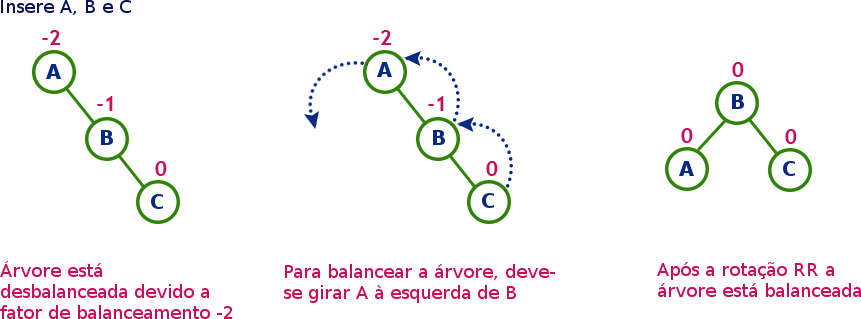 Insere A, B e C
-2
A
-1
B
0
C
Árvore está
desbalanceada devido a
fator de balanceamento -2
-2
A
-1
B
0
C
Para balancear a árvore, deve-
se girar A à esquerda de B
0
B
0
A
0
C
Após a rotação RR a
árvore está balanceada